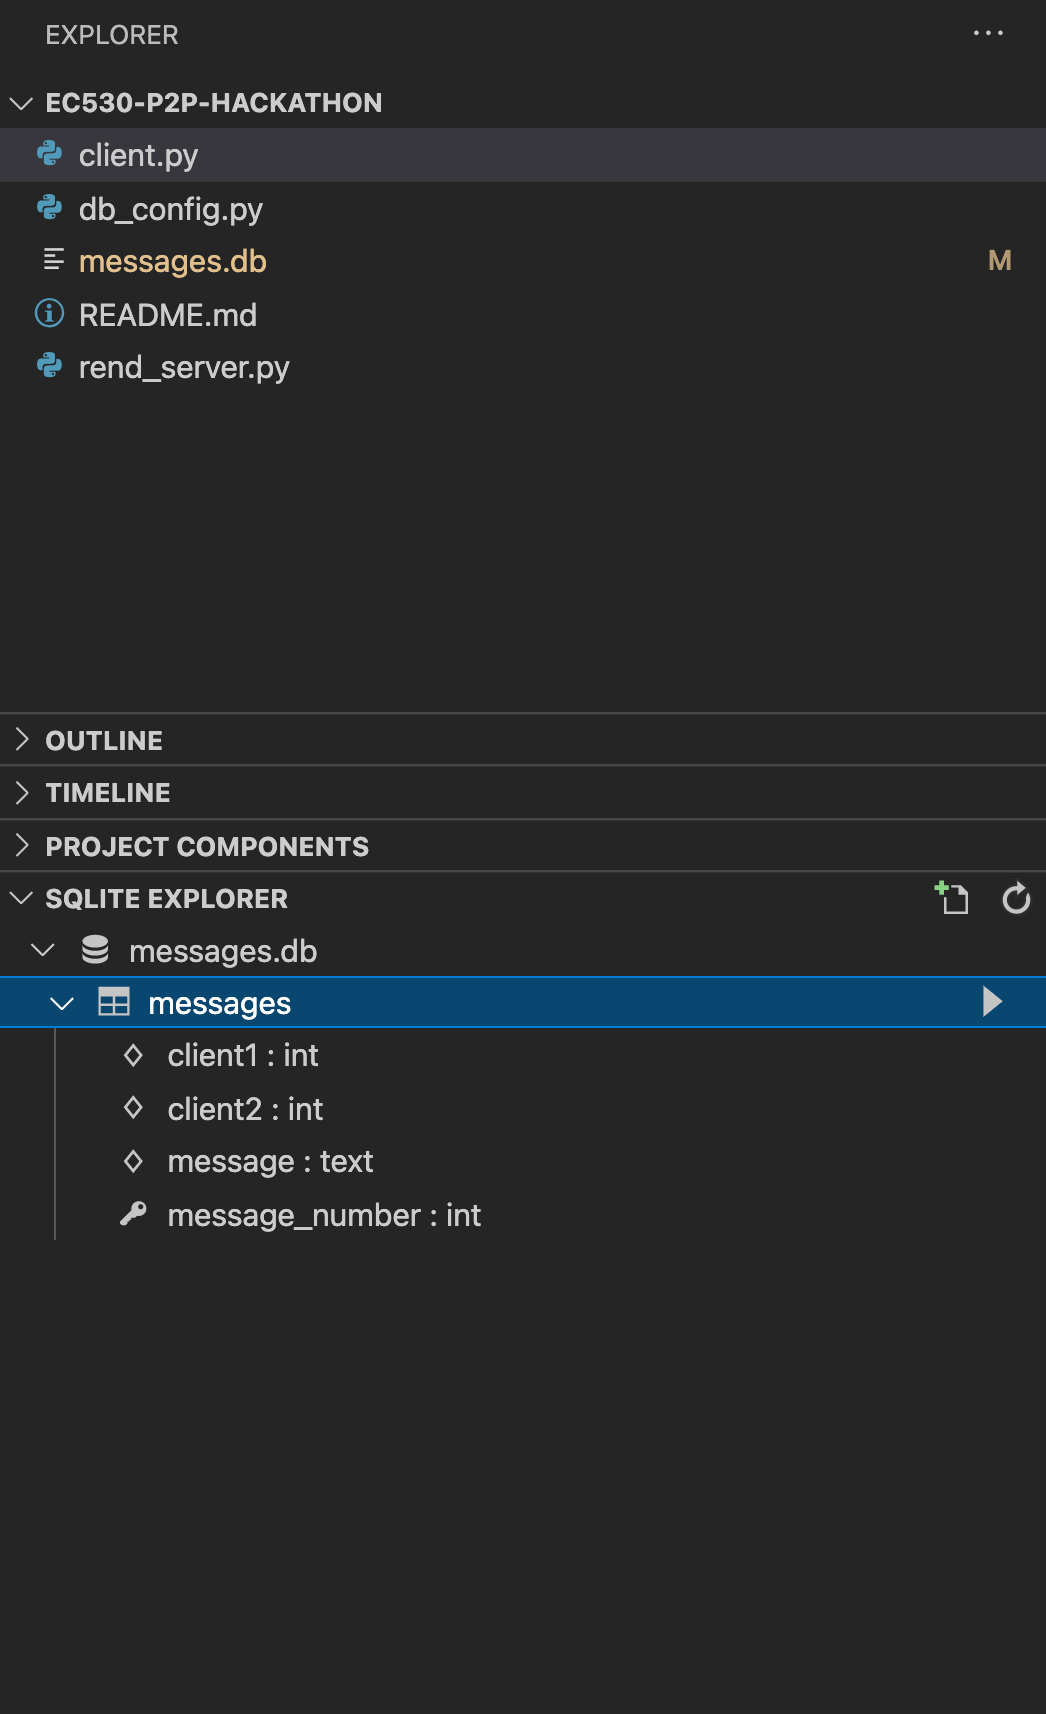 EXPLORER
EC530-P2P-HACKATHON
client.py
db_config.py
messages.db M
README.md
rend_server.py
OUTLINE
TIMELINE
PROJECT COMPONENTS
SQLITE EXPLORER
messages.db
messages
client1 : int
client2 : int
message : text
message_number : int